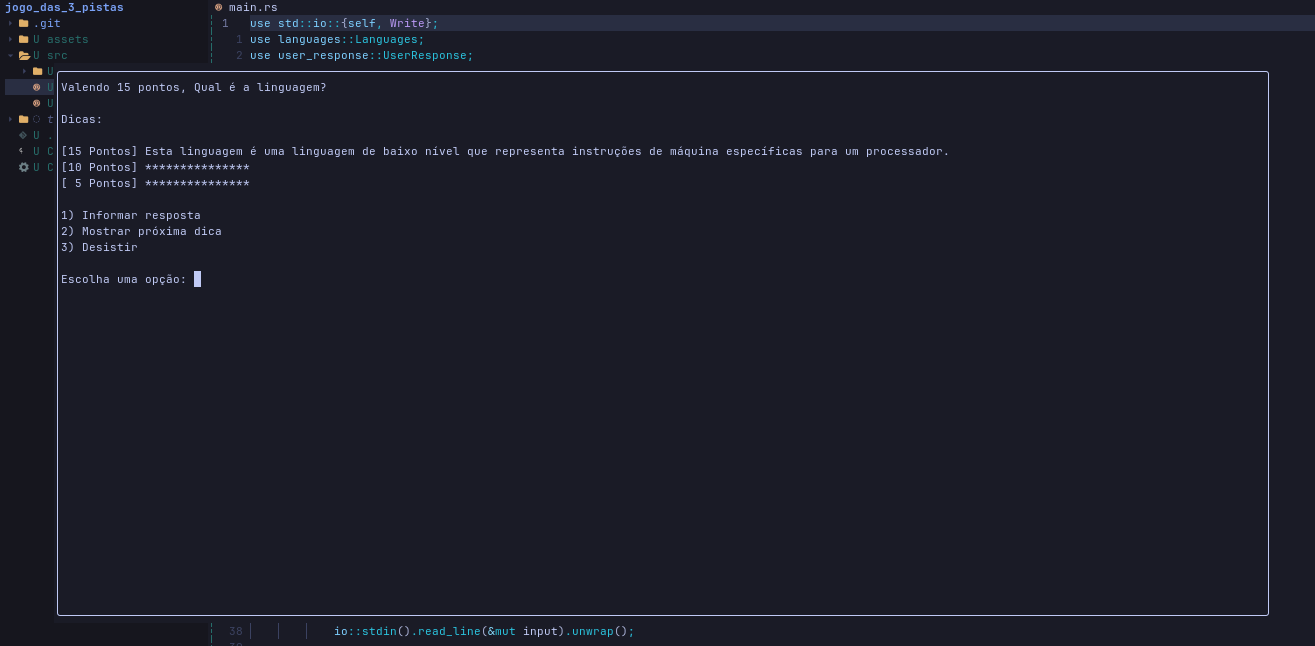 jogo_das_3_pistas
.git
U assets
U src
U
U
U
t
U .
U C
U C
main.rs
1 use std::io::{self, Write};
1 use languages::Languages;
2 use user_response::UserResponse;
Valendo 15 pontos, Qual é a linguagem?
Dicas:
[15 Pontos] Esta linguagem é uma linguagem de baixo nível que representa instruções de máquina específicas para um processador.
[10 Pontos] ***************
[ 5 Pontos] ***************
1) Informar resposta
2) Mostrar próxima dica
3) Desistir
Escolha uma opção:
38 io::stdin().read_line(&mut input).unwrap();